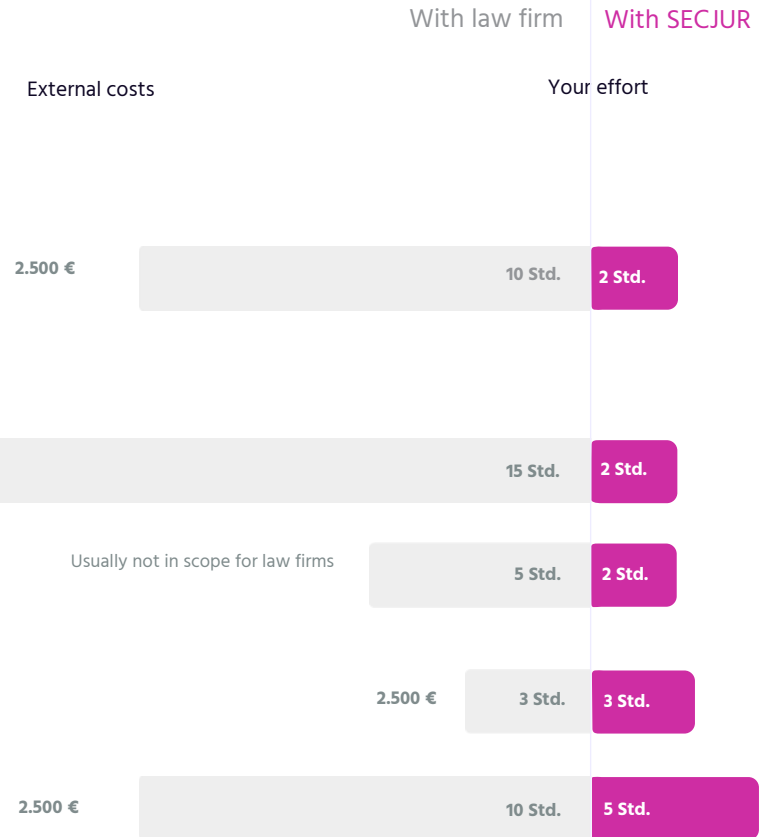 With law firm
With SECJUR
External costs
Your effort
2.500 €
10 Std.
2 Std.
15 Std.
2 Std.
Usually not in scope for law firms
5 Std.
2 Std.
2.500 €
3 Std.
3 Std.
2.500 €
10 Std.
5 Std.